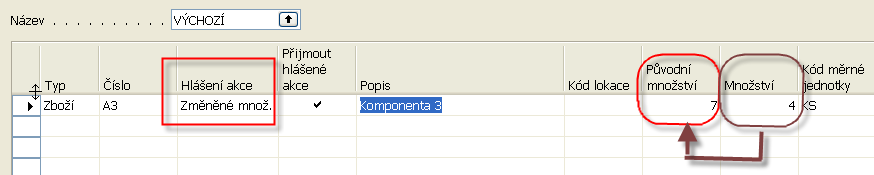 Název . . . . . . . . . . VÝCHOZÍ
Typ Číslo Hlášení akce Přijmout hlášené akce Popis Kód lokace Původní množství Množství Kód měrné jednotky
Zboží A3 Změněné množ. ✔ Komponenta 3 7 4 KS